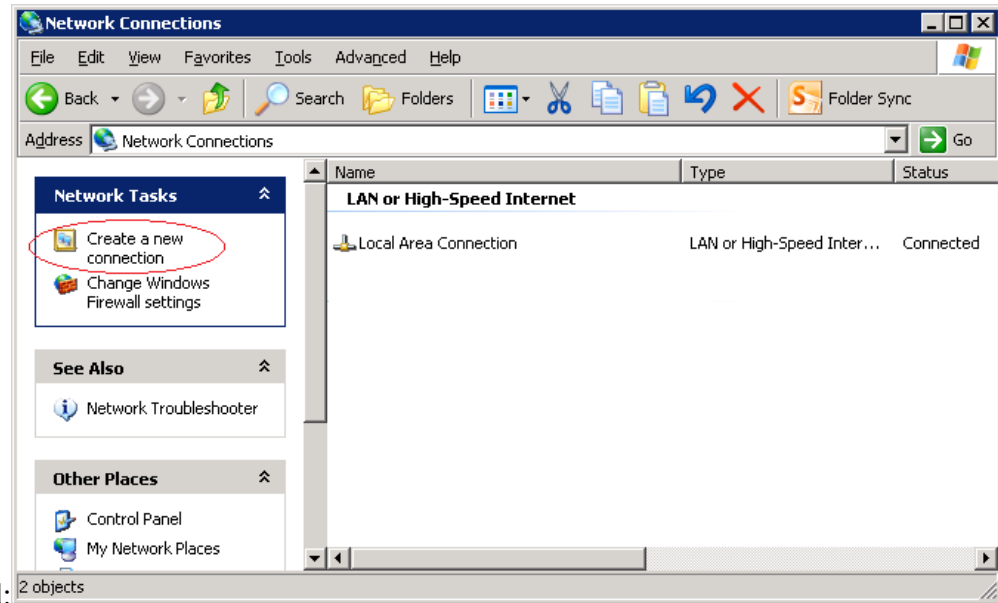 Network Connections
File Edit View Favorites Tools Advanced Help
Back Search Folders Folder Sync
Address Network Connections Go
Name Type Status
Network Tasks
LAN or High-Speed Internet
Create a new
connection
Local Area Connection LAN or High-Speed Inter... Connected
Change Windows
Firewall settings
See Also
Network Troubleshooter
Other Places
Control Panel
My Network Places
2 objects